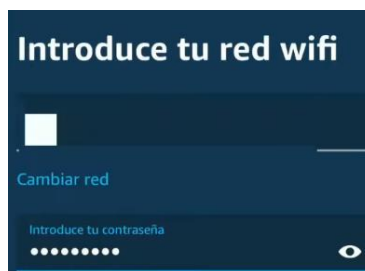 Introduce tu red wifi
Cambiar red
Introduce tu contraseña
•••••••••